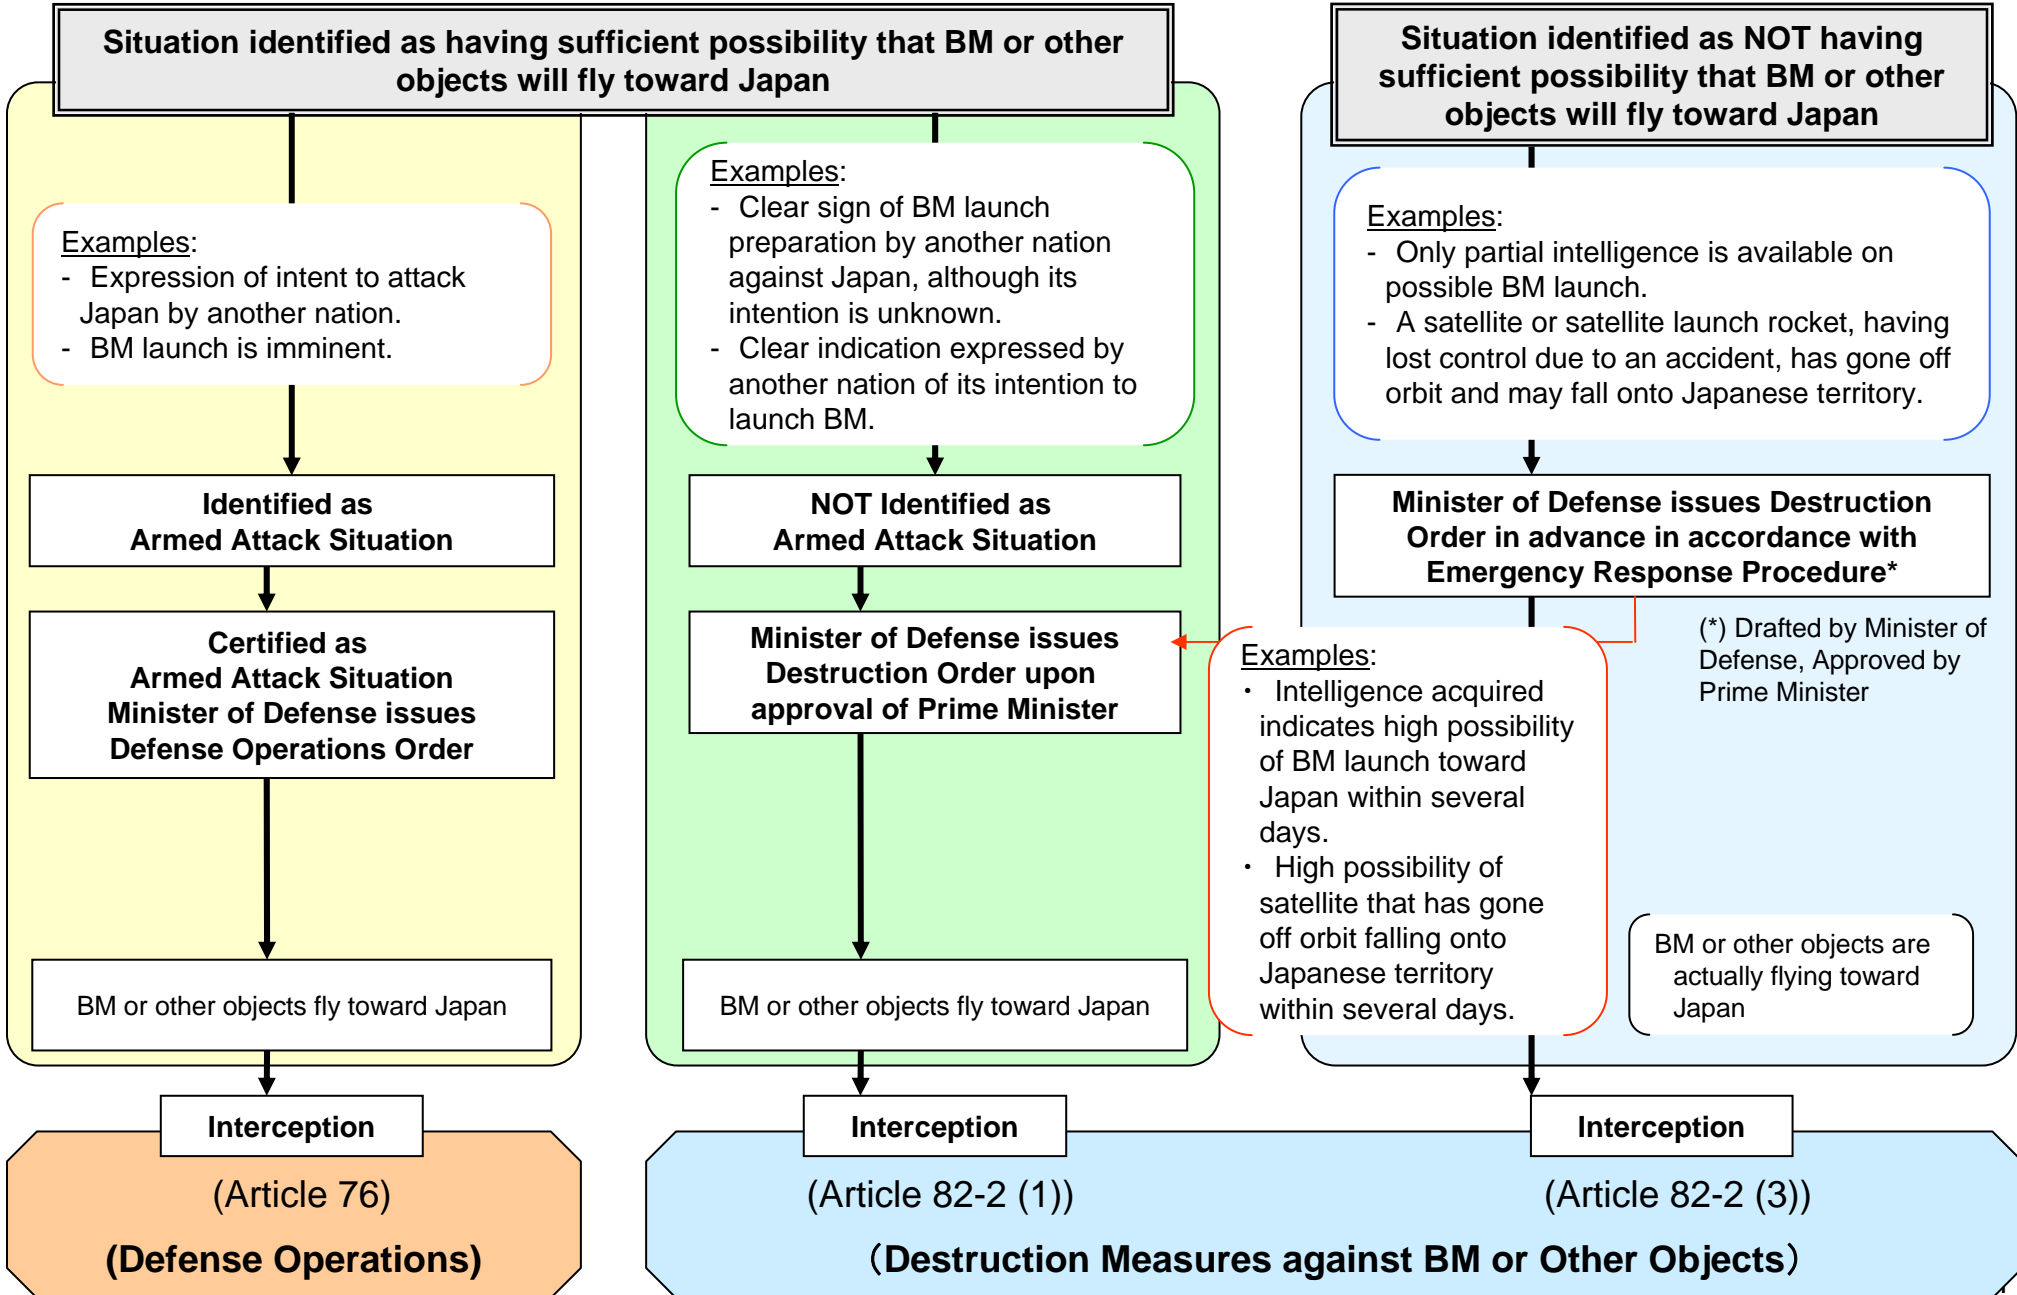 Situation identified as having sufficient possibility that BM or other
objects will fly toward Japan
Examples:
- Expression of intent to attack
Japan by another nation.
- BM launch is imminent.
Identified as
Armed Attack Situation
Certified as
Armed Attack Situation
Minister of Defense issues
Defense Operations Order
BM or other objects fly toward Japan
Interception
(Article 76)
(Defense Operations)
Examples:
- Clear sign of BM launch
preparation by another nation
against Japan, although its
intention is unknown.
- Clear indication expressed by
another nation of its intention to
launch BM.
NOT Identified as
Armed Attack Situation
Minister of Defense issues
Destruction Order upon
approval of Prime Minister
BM or other objects fly toward Japan
Interception
(Article 82-2 (1))
Situation identified as NOT having
sufficient possibility that BM or other
objects will fly toward Japan
Examples:
- Only partial intelligence is available on
possible BM launch.
- A satellite or satellite launch rocket, having
lost control due to an accident, has gone off
orbit and may fall onto Japanese territory.
Minister of Defense issues Destruction
Order in advance in accordance with
Emergency Response Procedure*
(*) Drafted by Minister of
Defense, Approved by
Prime Minister
Examples:
・ Intelligence acquired
indicates high possibility
of BM launch toward
Japan within several
days.
・ High possibility of
satellite that has gone
off orbit falling onto
Japanese territory
within several days.
BM or other objects are
actually flying toward
Japan
Interception
(Article 82-2 (3))
（Destruction Measures against BM or Other Objects）